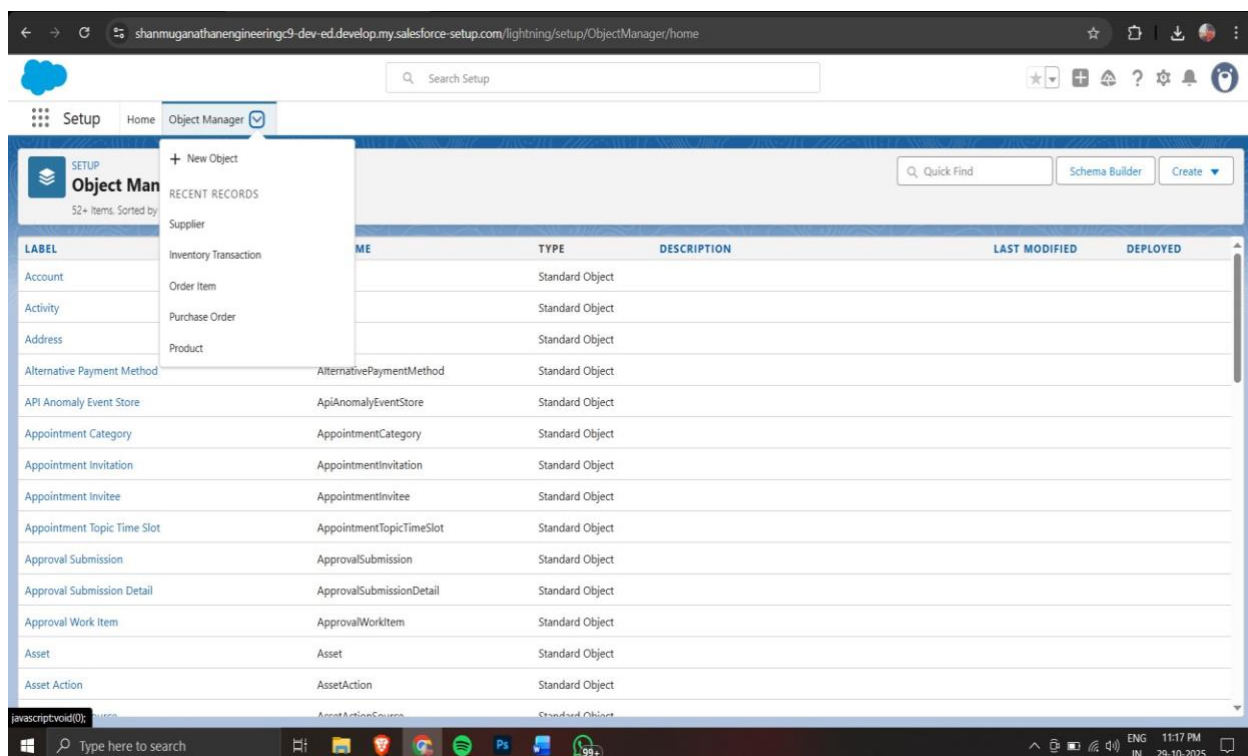 shanmuganathanengineeringc9-dev-ed.develop.my.salesforce-setup.com/lightning/setup/ObjectManager/home
Search Setup
Setup Home Object Manager
+ New Object
RECENT RECORDS
Supplier
Inventory Transaction
Order Item
Purchase Order
Product
SETUP
Object Man
52+ Items. Sorted by
Quick Find Schema Builder Create
LABEL ME TYPE DESCRIPTION LAST MODIFIED DEPLOYED
Account Standard Object
Activity Standard Object
Address Standard Object
Alternative Payment Method AlternativePaymentMethod Standard Object
API Anomaly Event Store ApiAnomalyEventStore Standard Object
Appointment Category AppointmentCategory Standard Object
Appointment Invitation AppointmentInvitation Standard Object
Appointment Invitee AppointmentInvitee Standard Object
Appointment Topic Time Slot AppointmentTopicTimeSlot Standard Object
Approval Submission ApprovalSubmission Standard Object
Approval Submission Detail ApprovalSubmissionDetail Standard Object
Approval Work Item ApprovalWorkItem Standard Object
Asset Asset Standard Object
Asset Action AssetAction Standard Object
AssetActionSource Standard Object
javascript:void(0);
Type here to search Ps 99+ ENG 11:17 PM
IN 29-10-2025